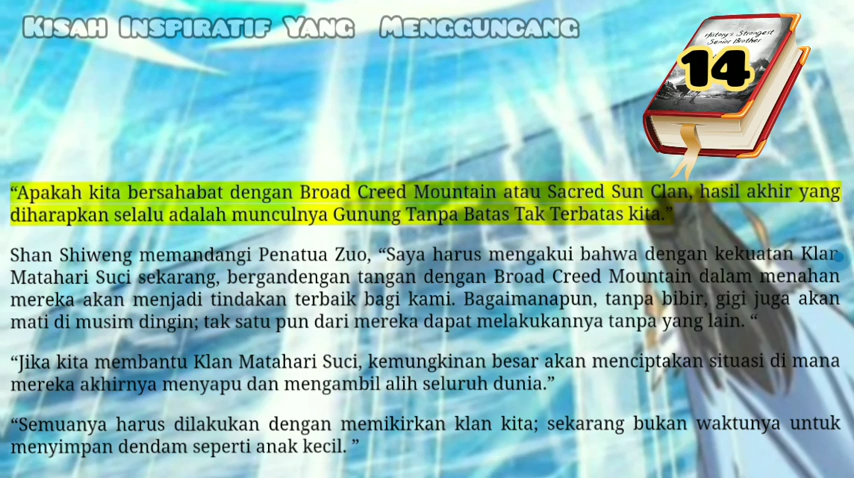 Kisah Inspiratif Yang Mengguncang
History's Strongest
Senior Brother
14
“Apakah kita bersahabat dengan Broad Creed Mountain atau Sacred Sun Clan, hasil akhir yang
diharapkan selalu adalah munculnya Gunung Tanpa Batas Tak Terbatas kita.”
Shan Shiweng memandangi Penatua Zuo, “Saya harus mengakui bahwa dengan kekuatan Klan
Matahari Suci sekarang, bergandengan tangan dengan Broad Creed Mountain dalam menahan
mereka akan menjadi tindakan terbaik bagi kami. Bagaimanapun, tanpa bibir, gigi juga akan
mati di musim dingin; tak satu pun dari mereka dapat melakukannya tanpa yang lain. “
“Jika kita membantu Klan Matahari Suci, kemungkinan besar akan menciptakan situasi di mana
mereka akhirnya menyapu dan mengambil alih seluruh dunia.”
“Semuanya harus dilakukan dengan memikirkan klan kita; sekarang bukan waktunya untuk
menyimpan dendam seperti anak kecil. ”